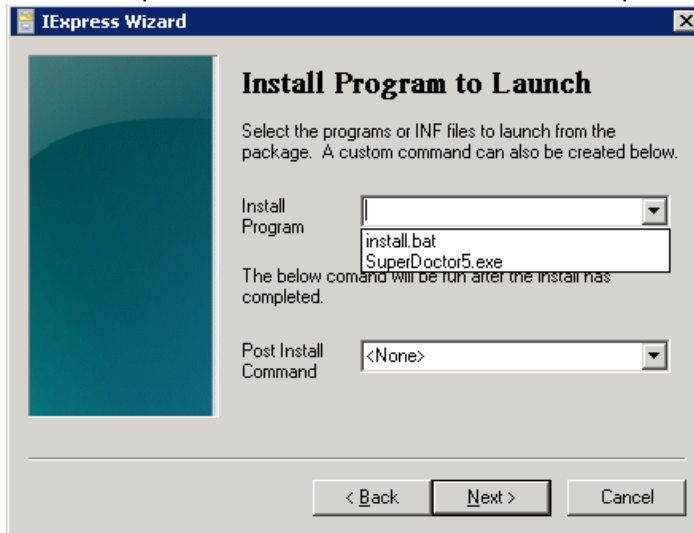 IExpress Wizard
Install Program to Launch
Select the programs or INF files to launch from the
package. A custom command can also be created below.
Install
Program
install.bat
SuperDoctor5.exe
The below comand will be run after the install has
completed.
Post Install
Command
<None>
< Back
Next >
Cancel